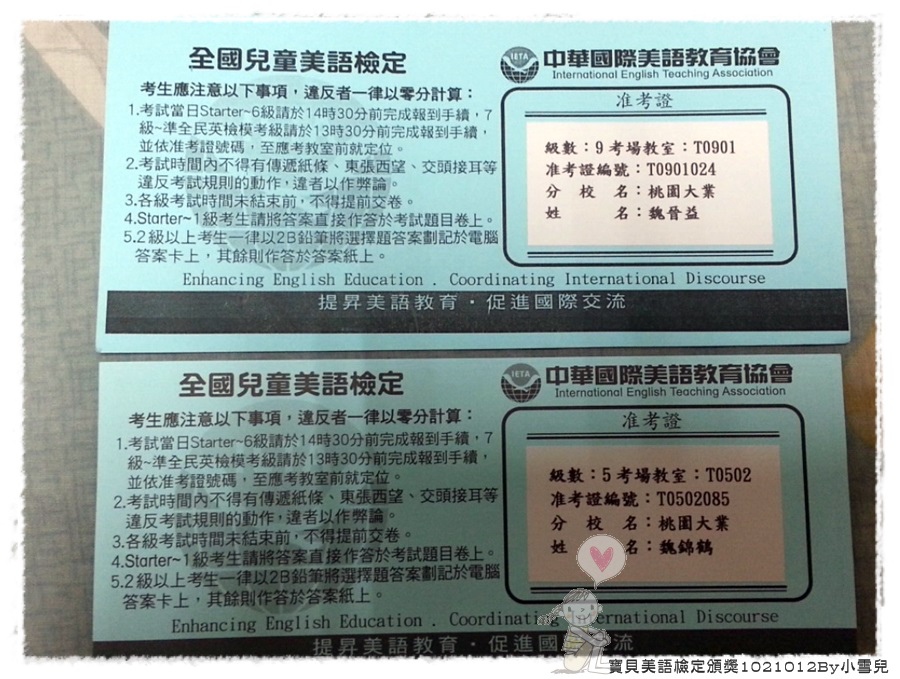 全國兒童美語檢定
考生應注意以下事項，違反者一律以零分計算：
1.考試當日Starter~6級請於14時30分前完成報到手續，7
級~準全民英檢模考級請於13時30分前完成報到手續，
並依准考證號碼，至應考教室前就定位。
2.考試時間內不得有傳遞紙條、東張西望、交頭接耳等
違反考試規則的動作，違者以作弊論。
3.各級考試時間未結束前，不得提前交卷。
4.Starter~1級考生請將答案直接作答於考試題目卷上。
5.2級以上考生一律以2B鉛筆將選擇題答案劃記於電腦
答案卡上，其餘則作答於答案紙上。
IETA
中華國際美語教育協會
International English Teaching Association
准考證
級數：9 考場教室：T0901
准考證編號：T0901024
分 校 名：桃園大業
姓 名：魏晉益
Enhancing English Education . Coordinating International Discourse
提昇美語教育‧促進國際交流
全國兒童美語檢定
考生應注意以下事項，違反者一律以零分計算：
1.考試當日Starter~6級請於14時30分前完成報到手續，7
級~準全民英檢模考級請於13時30分前完成報到手續，
並依准考證號碼，至應考教室前就定位。
2.考試時間內不得有傳遞紙條、東張西望、交頭接耳等
違反考試規則的動作，違者以作弊論。
3.各級考試時間未結束前，不得提前交卷。
4.Starter~1級考生請將答案直接作答於考試題目卷上。
5.2級以上考生一律以2B鉛筆將選擇題答案劃記於電腦
答案卡上，其餘則作答於答案紙上。
IETA
中華國際美語教育協會
International English Teaching Association
准考證
級數：5 考場教室：T0502
准考證編號：T0502085
分 校 名：桃園大業
姓 名：魏錦鶴
Enhancing English Education . Coordinating International Discourse
提昇美語教育‧促進國際交流
寶貝美語檢定頒獎1021012By小雪兒